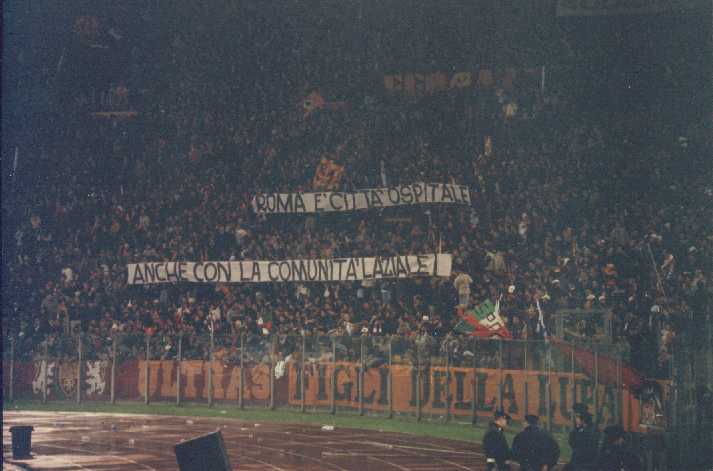 ROMA E' CITTA' OSPITALE
ANCHE CON LA COMUNITA' LAZIALE!
ULTRAS FIGLI DELLA LUPA